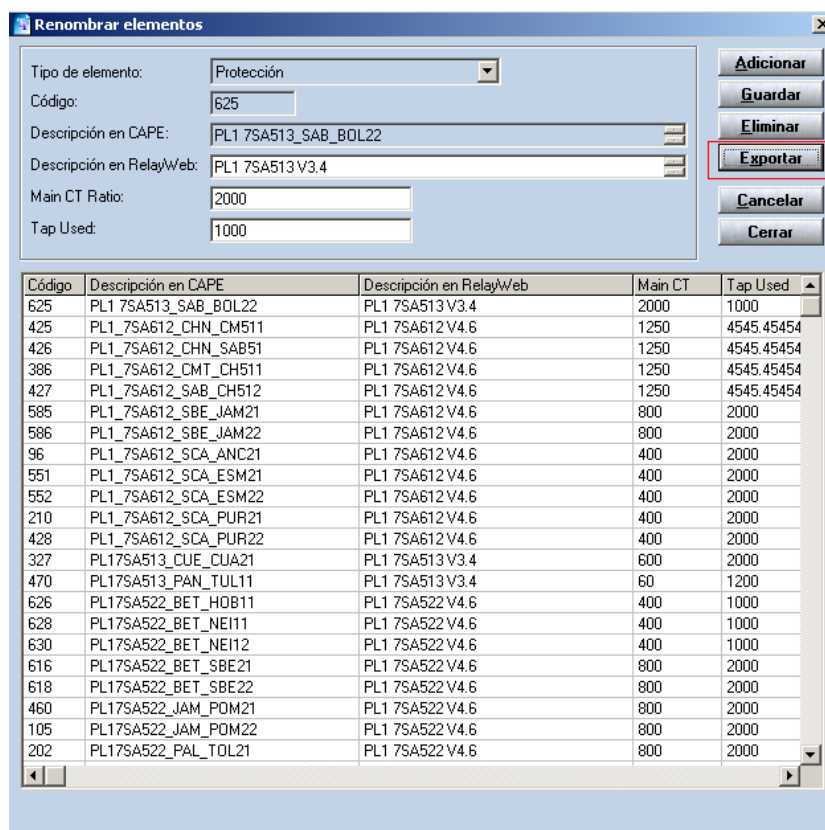 Renombrar elementos
Tipo de elemento: Protección
Código: 625
Descripción en CAPE: PL1 7SA513_SAB_BOL22
Descripción en RelayWeb: PL1 7SA513 V3.4
Main CT Ratio: 2000
Tap Used: 1000
Adicionar
Guardar
Eliminar
Exportar
Cancelar
Cerrar
Código Descripción en CAPE Descripción en RelayWeb Main CT Tap Used
625 PL1 7SA513_SAB_BOL22 PL1 7SA513 V3.4 2000 1000
425 PL1_7SA612_CHN_CM511 PL1 7SA612 V4.6 1250 4545.45454
426 PL1_7SA612_CHN_SAB51 PL1 7SA612 V4.6 1250 4545.45454
386 PL1_7SA612_CMT_CH511 PL1 7SA612 V4.6 1250 4545.45454
427 PL1_7SA612_SAB_CH512 PL1 7SA612 V4.6 1250 4545.45454
585 PL1_7SA612_SBE_JAM21 PL1 7SA612 V4.6 800 2000
586 PL1_7SA612_SBE_JAM22 PL1 7SA612 V4.6 800 2000
96 PL1_7SA612_SCA_ANC21 PL1 7SA612 V4.6 400 2000
551 PL1_7SA612_SCA_ESM21 PL1 7SA612 V4.6 400 2000
552 PL1_7SA612_SCA_ESM22 PL1 7SA612 V4.6 400 2000
210 PL1_7SA612_SCA_PUR21 PL1 7SA612 V4.6 400 2000
428 PL1_7SA612_SCA_PUR22 PL1 7SA612 V4.6 400 2000
327 PL17SA513_CUE_CUA21 PL1 7SA513 V3.4 600 2000
470 PL17SA513_PAN_TUL11 PL1 7SA513 V3.4 60 1200
626 PL17SA522_BET_HOB11 PL1 7SA522 V4.6 400 1000
628 PL17SA522_BET_NEI11 PL1 7SA522 V4.6 400 1000
630 PL17SA522_BET_NEI12 PL1 7SA522 V4.6 400 1000
616 PL17SA522_BET_SBE21 PL1 7SA522 V4.6 800 2000
618 PL17SA522_BET_SBE22 PL1 7SA522 V4.6 800 2000
460 PL17SA522_JAM_POM21 PL1 7SA522 V4.6 800 2000
105 PL17SA522_JAM_POM22 PL1 7SA522 V4.6 800 2000
202 PL17SA522_PAL_TOL21 PL1 7SA522 V4.6 800 2000